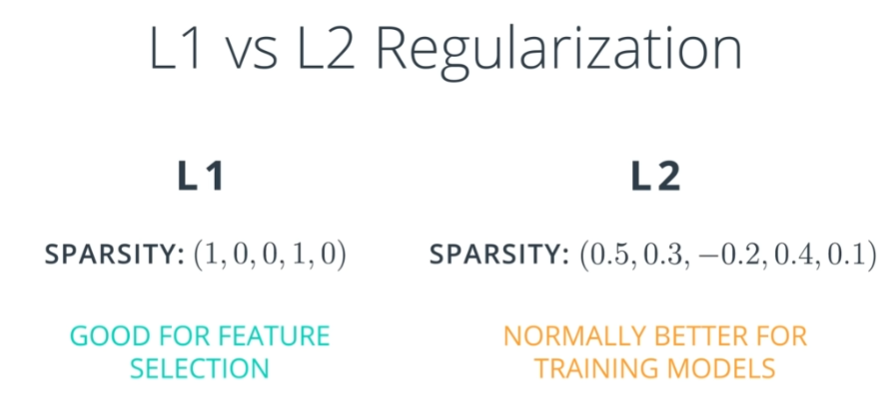 L1 vs L2 Regularization
L1
L2
SPARSITY: (1, 0, 0, 1, 0)
SPARSITY: (0.5, 0.3, −0.2, 0.4, 0.1)
GOOD FOR FEATURE
SELECTION
NORMALLY BETTER FOR
TRAINING MODELS